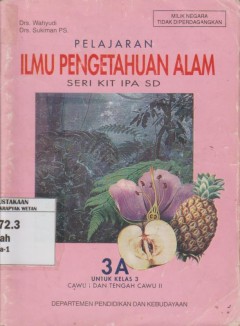 Drs. Wahyudi
Drs. Sukiman PS.
MILIK NEGARA
TIDAK DIPERDAGANGKAN
PELAJARAN
ILMU PENGETAHUAN ALAM
SERI KIT IPA SD
USTAKAAN
72.3
ah
a-1
3A
UNTUK KELAS 3
CAWU I DAN TENGAH CAWU II
DEPARTEMEN PENDIDIKAN DAN KEBUDAYAAN